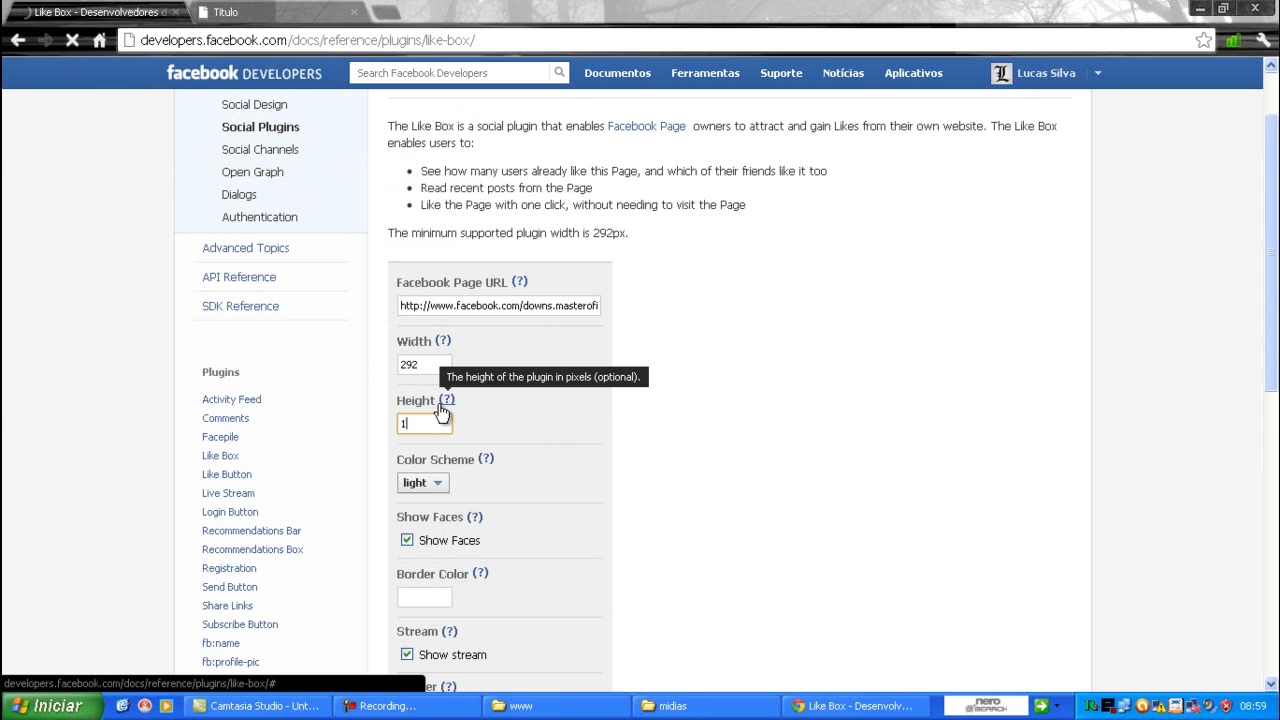 Like Box - Desenvolvedores d
Título
developers.facebook.com/docs/reference/plugins/like-box/
facebook DEVELOPERS
Search Facebook Developers
Documentos
Ferramentas
Suporte
Notícias
Aplicativos
Lucas Silva
Social Design
Social Plugins
Social Channels
Open Graph
Dialogs
Authentication
Advanced Topics
API Reference
SDK Reference
Plugins
Activity Feed
Comments
Facepile
Like Box
Like Button
Live Stream
Login Button
Recommendations Bar
Recommendations Box
Registration
Send Button
Share Links
Subscribe Button
fb:name
fb:profile-pic
The Like Box is a social plugin that enables Facebook Page owners to attract and gain Likes from their own website. The Like Box
enables users to:
See how many users already like this Page, and which of their friends like it too
Read recent posts from the Page
Like the Page with one click, without needing to visit the Page
The minimum supported plugin width is 292px.
Facebook Page URL (?)
http://www.facebook.com/downs.masterofi
Width (?)
292
The height of the plugin in pixels (optional).
Height (?)
1
Color Scheme (?)
light
Show Faces (?)
Show Faces
Border Color (?)
Stream (?)
Show stream
(?)
developers.facebook.com/docs/reference/plugins/like-box/#
Iniciar
Camtasia Studio - Unt...
Recording...
www
midias
Like Box - Desenvolv...
nero
SEARCH
08:59